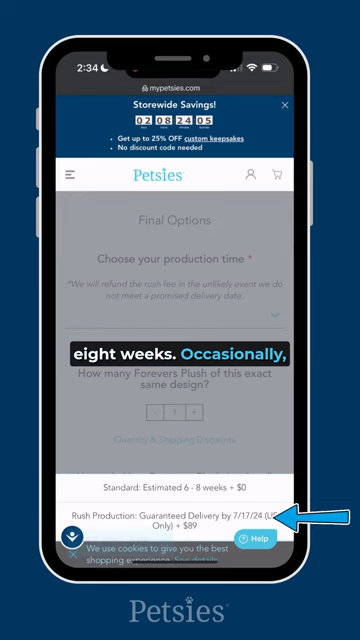 2:34
mypetsies.com
Storewide Savings!
02 08 24 05
Get up to 25% OFF custom keepsakes
No discount code needed
Petsies
Final Options
Choose your production time *
*We will refund the rush fee in the unlikely event we do
not meet a promised delivery date.
eight weeks. Occasionally,
How many Forevers Plush of this exact
same design?
- 1 +
Quantity & Shipping Discounts
Standard: Estimated 6 - 8 weeks + $0
Rush Production: Guaranteed Delivery by 7/17/24 (US
Only) + $89
Help
We use cookies to give you the best
shopping experience. See details
Petsies